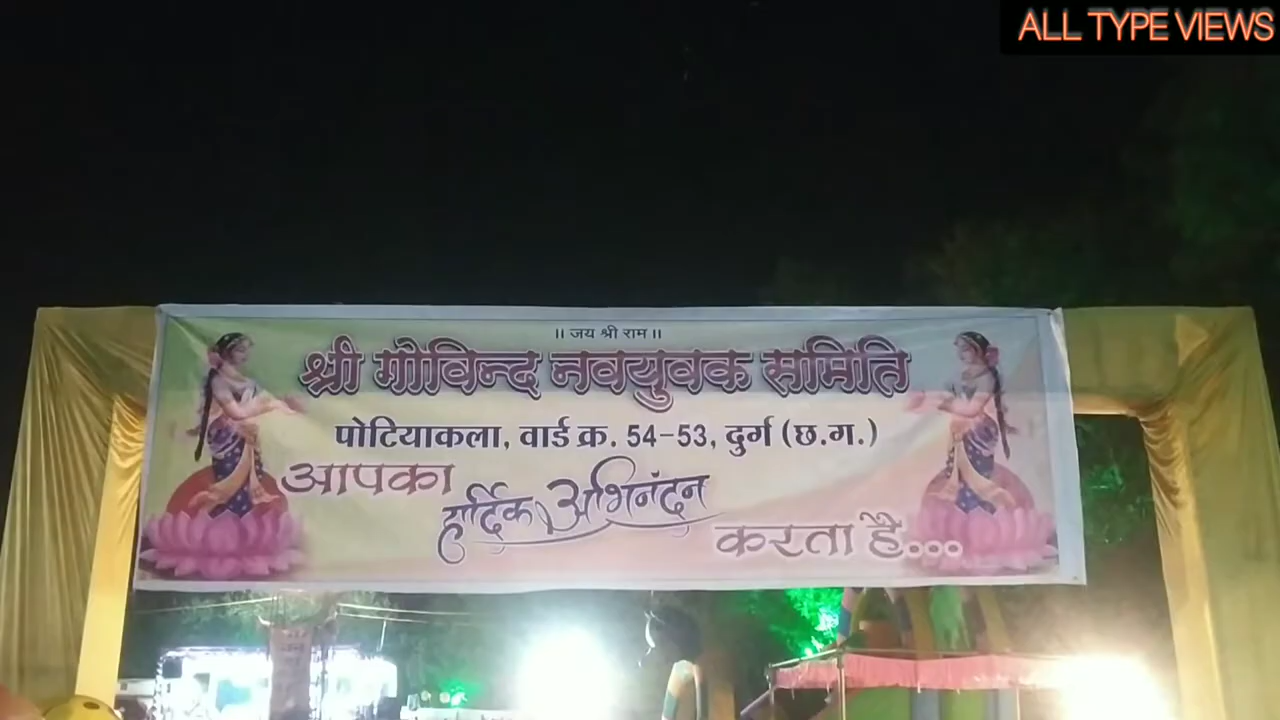 ALL TYPE VIEWS
।। जय श्री राम ।।
श्री गोविन्द नवयुवक समिति
पोटियाकला, वार्ड क्र. 54-53, दुर्ग (छ.ग.)
आपका
हार्दिक अभिनंदन
करता है...